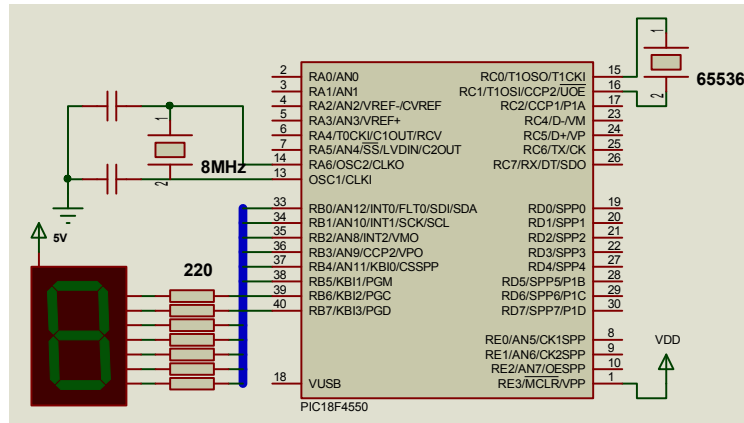 2 RA0/AN0 RC0/T1OSO/T1CKI 15
3 RA1/AN1 RC1/T1OSI/CCP2/UOE 16
4 RA2/AN2/VREF-/CVREF RC2/CCP1/P1A 17
5 RA3/AN3/VREF+ RC4/D-/VM 23
6 RA4/T0CKI/C1OUT/RCV RC5/D+/VP 24
7 RA5/AN4/SS/LVDIN/C2OUT RC6/TX/CK 25
14 RA6/OSC2/CLKO RC7/RX/DT/SDO 26
13 OSC1/CLKI
1
2
65536
1
2
8MHz
33 RB0/AN12/INT0/FLT0/SDI/SDA RD0/SPP0 19
34 RB1/AN10/INT1/SCK/SCL RD1/SPP1 20
35 RB2/AN8/INT2/VMO RD2/SPP2 21
36 RB3/AN9/CCP2/VPO RD3/SPP3 22
37 RB4/AN11/KBI0/CSSPP RD4/SPP4 27
38 RB5/KBI1/PGM RD5/SPP5/P1B 28
39 RB6/KBI2/PGC RD6/SPP6/P1C 29
40 RB7/KBI3/PGD RD7/SPP7/P1D 30
5V
220
RE0/AN5/CK1SPP 8
RE1/AN6/CK2SPP 9
RE2/AN7/OESPP 10
18 VUSB RE3/MCLR/VPP 1
VDD
PIC18F4550